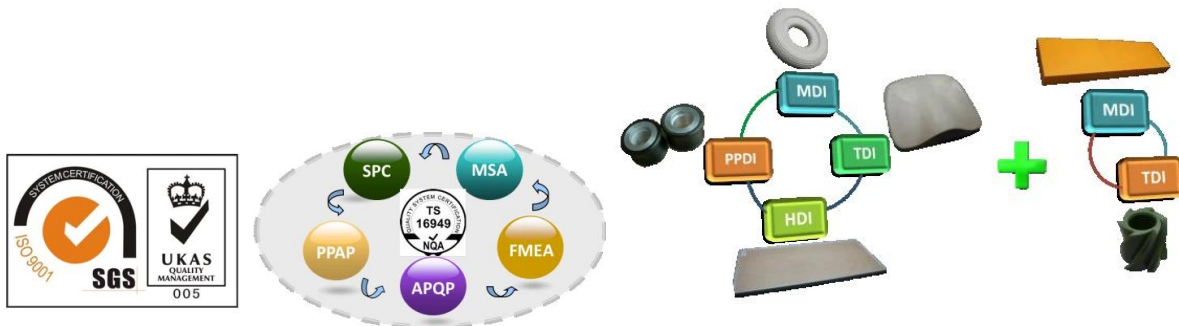 SYSTEM CERTIFICATION
ISO 9001
SGS
UKAS
QUALITY
MANAGEMENT
005
SPC
MSA
PPAP
FMEA
APQP
QUALITY SYSTEM CERTIFICATION
TS
16949
NQA
MDI
PPDI
TDI
HDI
MDI
TDI